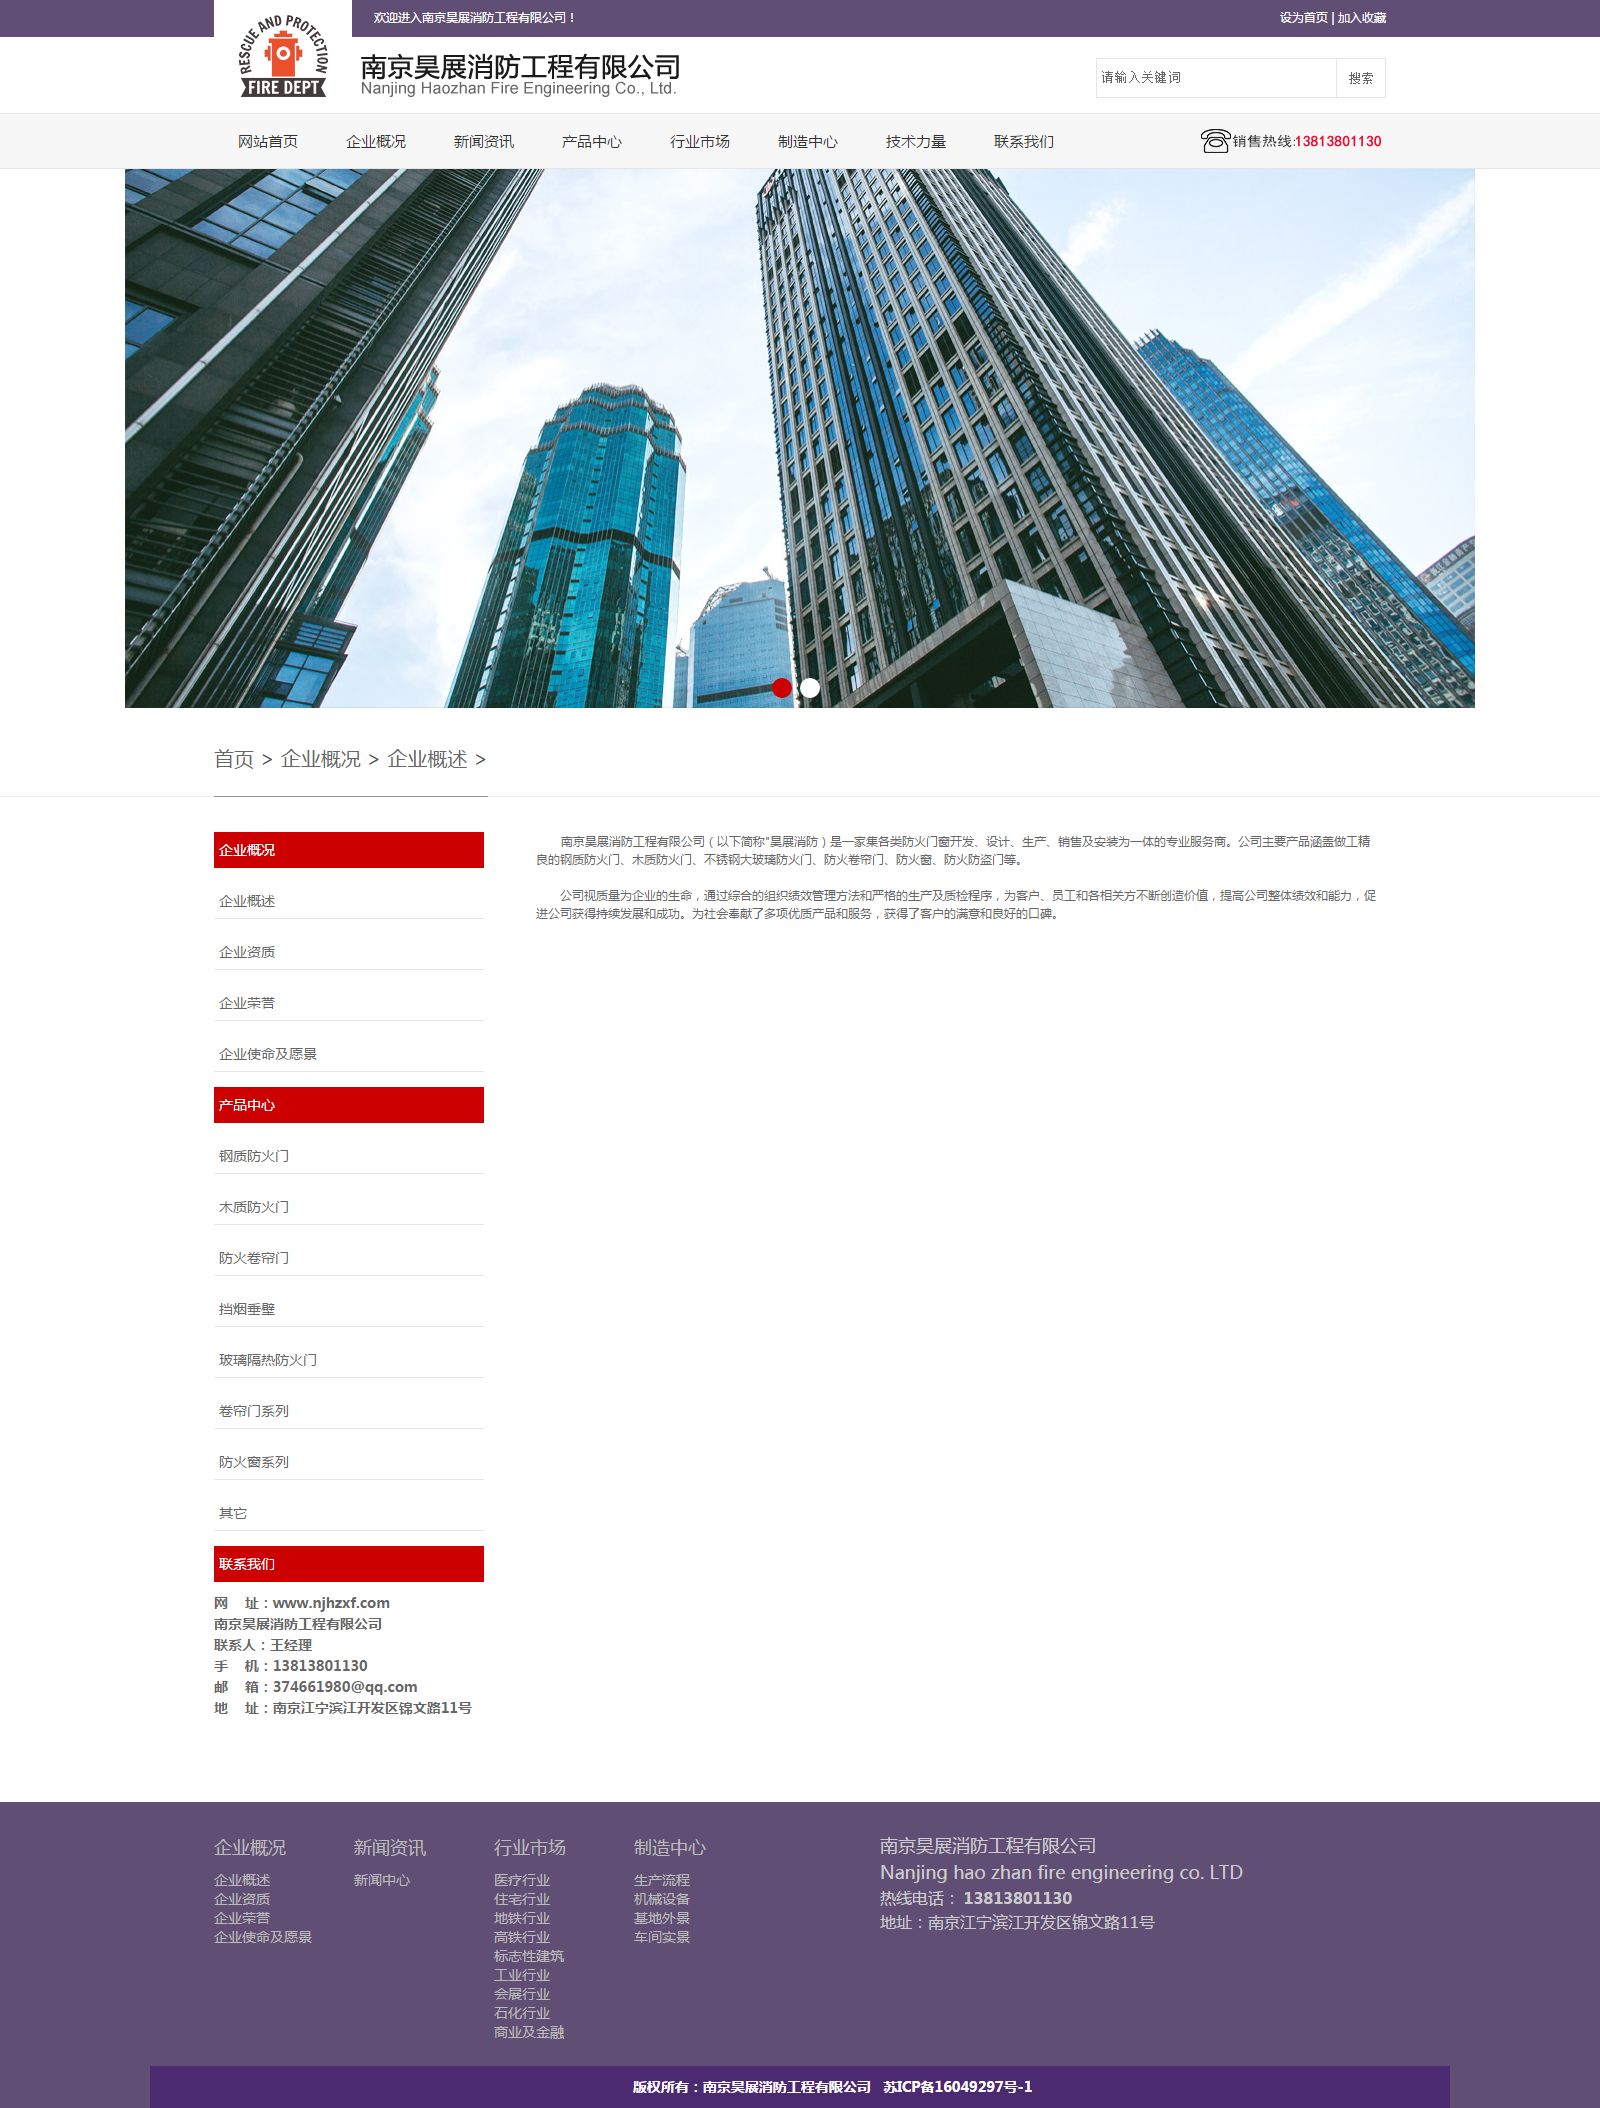 欢迎进入南京昊展消防工程有限公司！
设为首页 | 加入收藏
RESCUE AND PROTECTION
FIRE DEPT
南京昊展消防工程有限公司
Nanjing Haozhan Fire Engineering Co., Ltd.
请输入关键词
搜索
网站首页 企业概况 新闻资讯 产品中心 行业市场 制造中心 技术力量 联系我们
销售热线:13813801130
首页 > 企业概况 > 企业概述 >
企业概况
企业概述
企业资质
企业荣誉
企业使命及愿景
产品中心
钢质防火门
木质防火门
防火卷帘门
挡烟垂壁
玻璃隔热防火门
卷帘门系列
防火窗系列
其它
联系我们
网 址：www.njhzxf.com
南京昊展消防工程有限公司
联系人：王经理
手 机：13813801130
邮 箱：374661980@qq.com
地 址：南京江宁滨江开发区锦文路11号
南京昊展消防工程有限公司（以下简称"昊展消防）是一家集各类防火门窗开发、设计、生产、销售及安装为一体的专业服务商。公司主要产品涵盖做工精
良的钢质防火门、木质防火门、不锈钢大玻璃防火门、防火卷帘门、防火窗、防火防盗门等。
公司视质量为企业的生命，通过综合的组织绩效管理方法和严格的生产及质检程序，为客户、员工和各相关方不断创造价值，提高公司整体绩效和能力，促
进公司获得持续发展和成功。为社会奉献了多项优质产品和服务，获得了客户的满意和良好的口碑。
企业概况
企业概述
企业资质
企业荣誉
企业使命及愿景
新闻资讯
新闻中心
行业市场
医疗行业
住宅行业
地铁行业
高铁行业
标志性建筑
工业行业
会展行业
石化行业
商业及金融
制造中心
生产流程
机械设备
基地外景
车间实景
南京昊展消防工程有限公司
Nanjing hao zhan fire engineering co. LTD
热线电话： 13813801130
地址：南京江宁滨江开发区锦文路11号
版权所有：南京昊展消防工程有限公司 苏ICP备16049297号-1